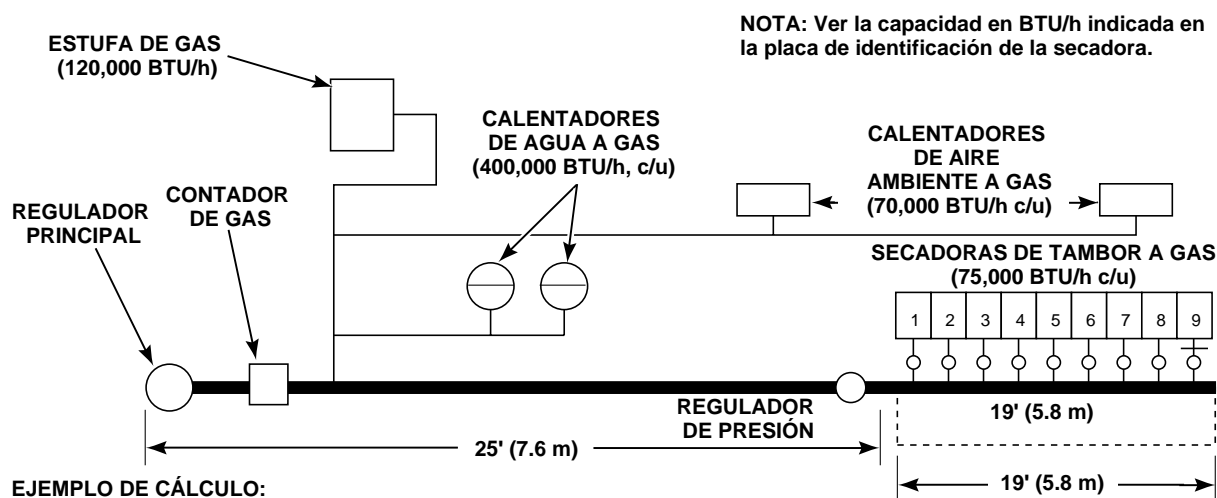 NOTA: Ver la capacidad en BTU/h indicada en
la placa de identificación de la secadora.
ESTUFA DE GAS
(120,000 BTU/h)
CALENTADORES
DE AGUA A GAS
(400,000 BTU/h, c/u)
CALENTADORES
DE AIRE
AMBIENTE A GAS
(70,000 BTU/h c/u)
REGULADOR
PRINCIPAL
CONTADOR
DE GAS
SECADORAS DE TAMBOR A GAS
(75,000 BTU/h c/u)
1 2 3 4 5 6 7 8 9
REGULADOR
DE PRESIÓN
19' (5.8 m)
25' (7.6 m)
19' (5.8 m)
EJEMPLO DE CÁLCULO: